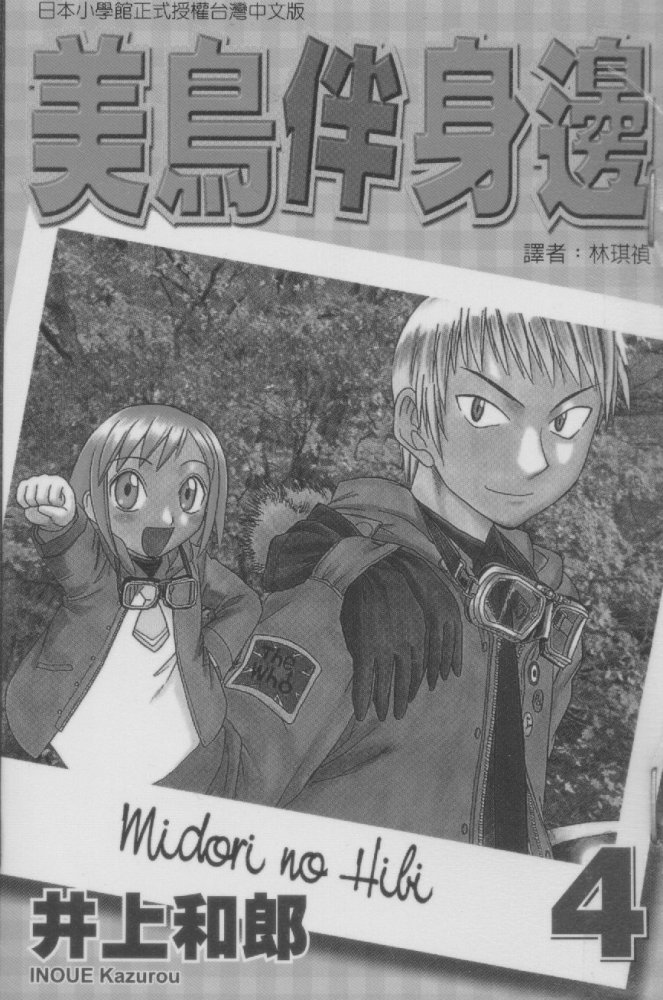 日本小學館正式授權台灣中文版
美鳥伴身邊
譯者：林琪禎
The
Who
Midori no Hibi
4
井上和郎
INOUE Kazurou